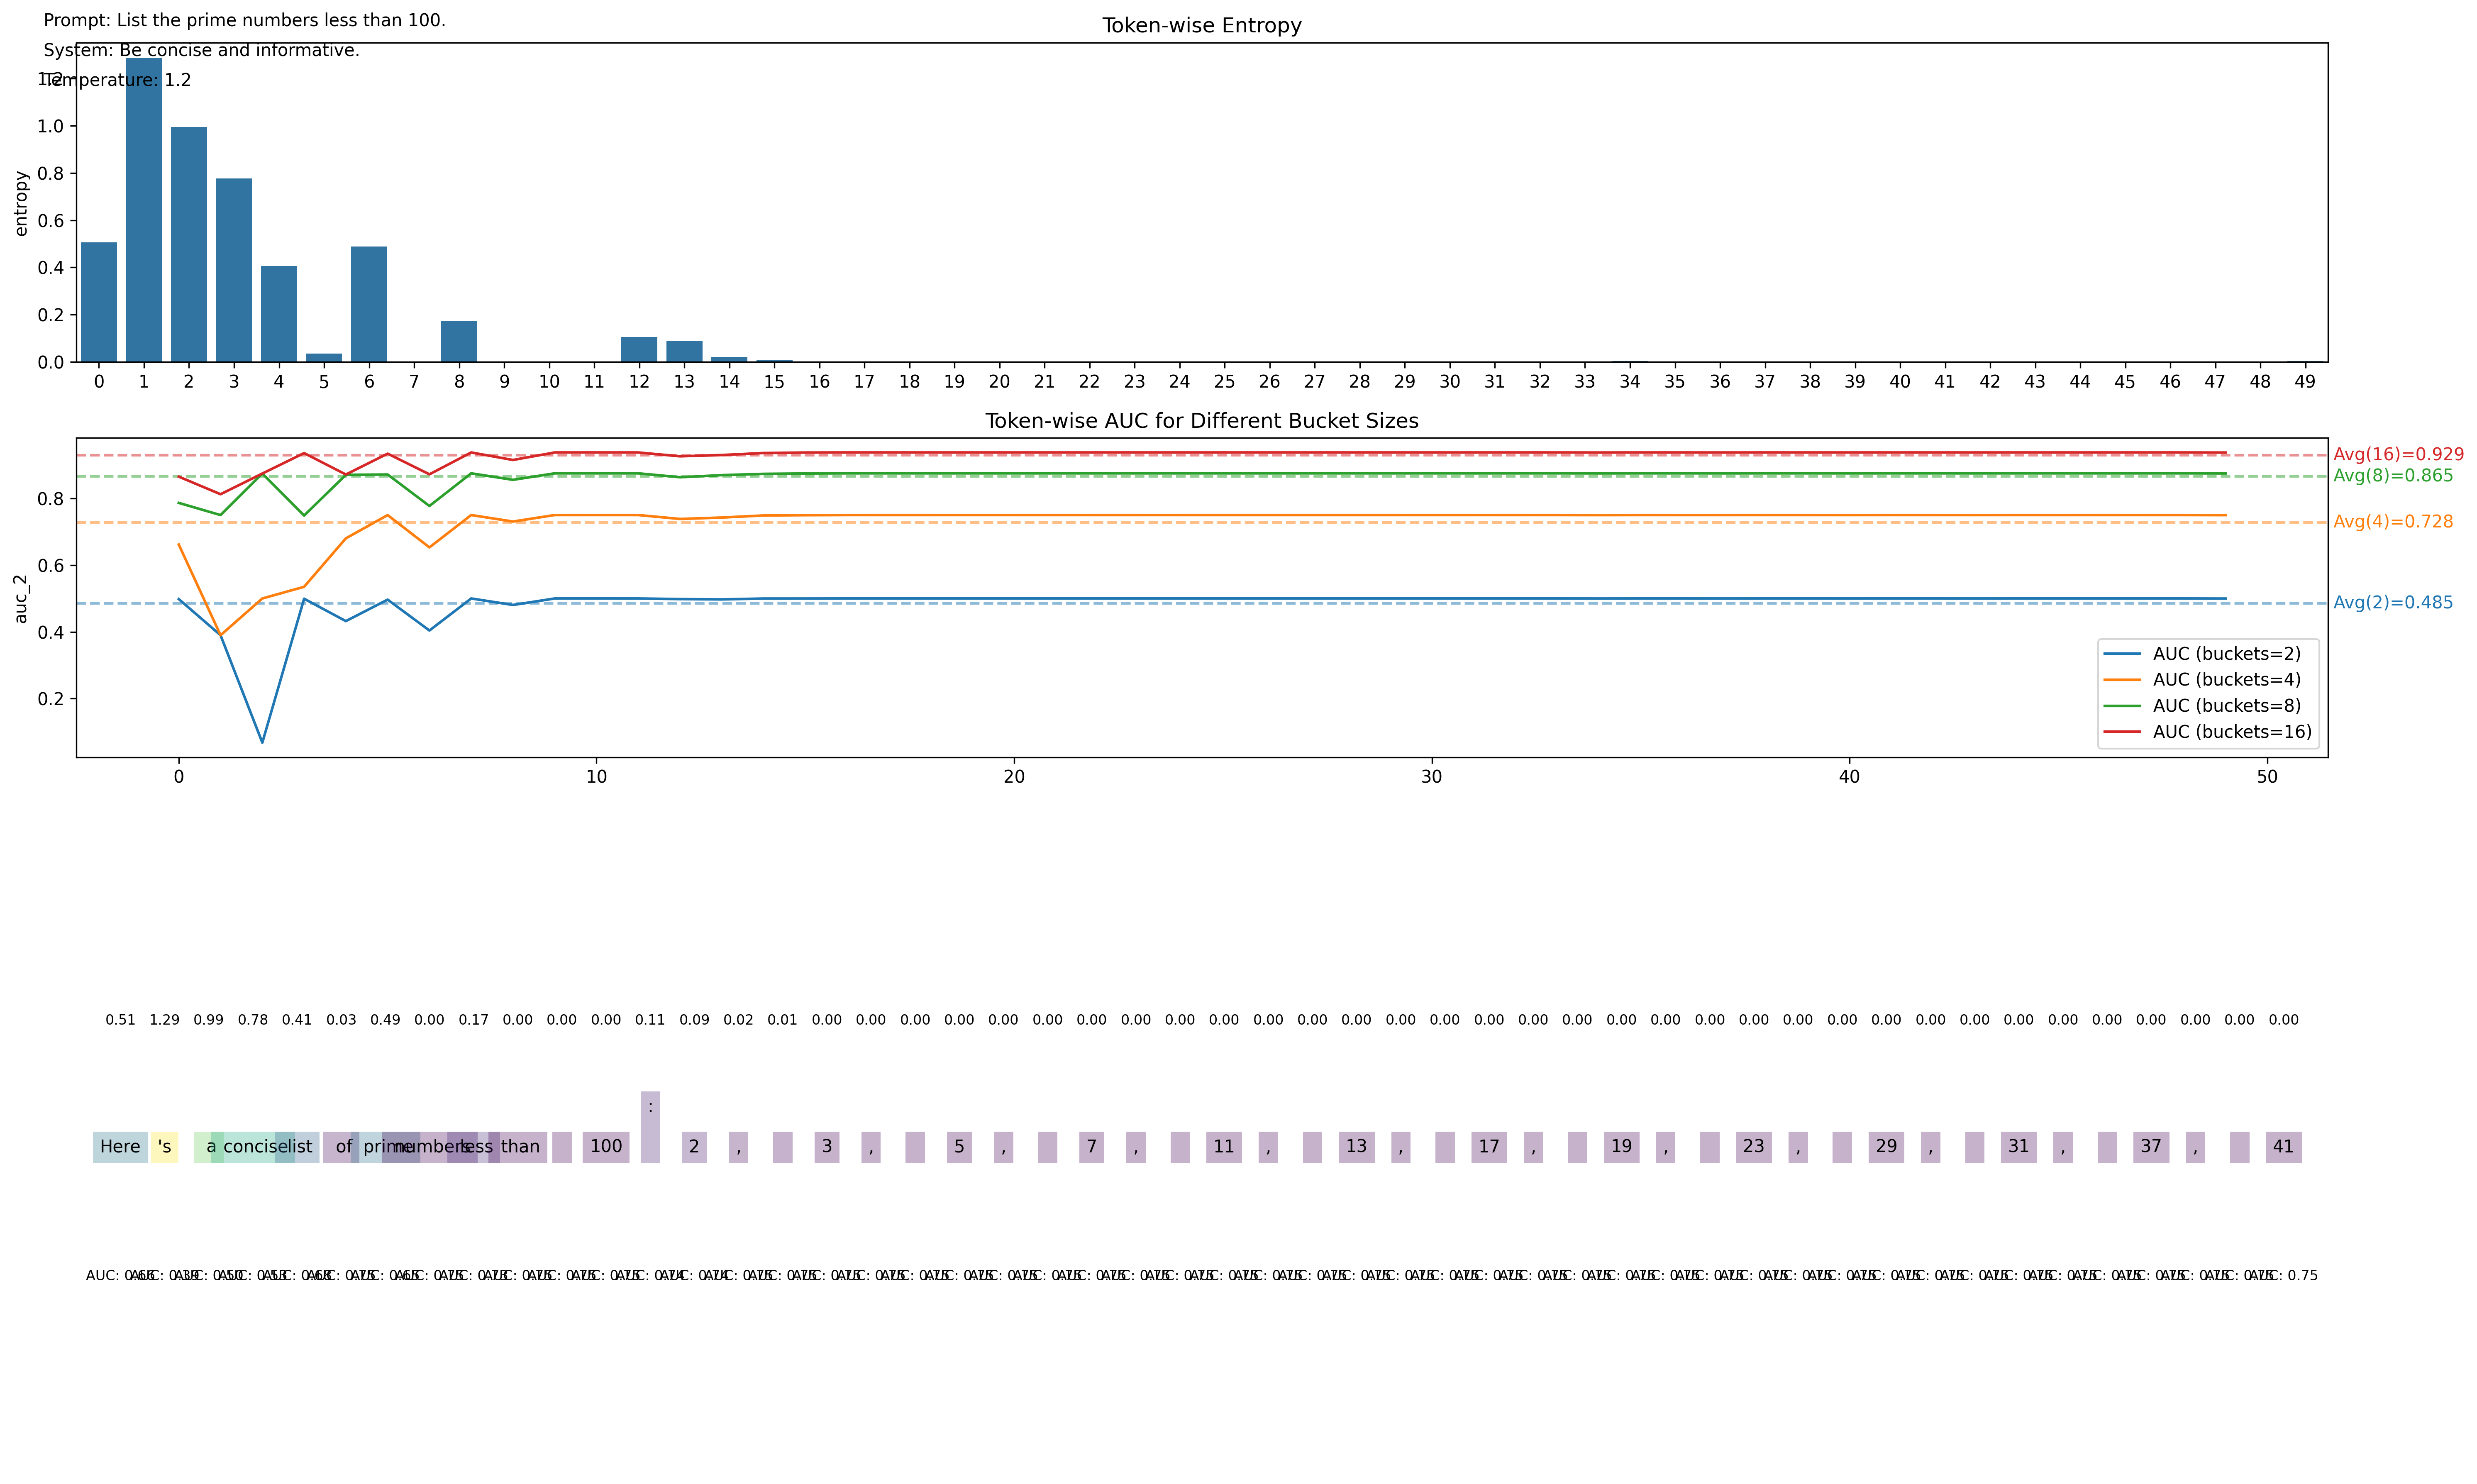 Prompt: List the prime numbers less than 100.
Token-wise Entropy
System: Be concise and informative.
Temperature: 1.2
1.2
1.0
0.8
0.6
0.4
0.2
0.0
entropy
0 1 2 3 4 5 6 7 8 9 10 11 12 13 14 15 16 17 18 19 20 21 22 23 24 25 26 27 28 29 30 31 32 33 34 35 36 37 38 39 40 41 42 43 44 45 46 47 48 49
Token-wise AUC for Different Bucket Sizes
Avg(16)=0.929
Avg(8)=0.865
Avg(4)=0.728
Avg(2)=0.485
0.8
0.6
0.4
0.2
auc_2
AUC (buckets=2)
AUC (buckets=4)
AUC (buckets=8)
AUC (buckets=16)
0 10 20 30 40 50
0.51 1.29 0.99 0.78 0.41 0.03 0.49 0.00 0.17 0.00 0.00 0.00 0.11 0.09 0.02 0.01 0.00 0.00 0.00 0.00 0.00 0.00 0.00 0.00 0.00 0.00 0.00 0.00 0.00 0.00 0.00 0.00 0.00 0.00 0.00 0.00 0.00 0.00 0.00 0.00 0.00 0.00 0.00 0.00 0.00 0.00 0.00 0.00 0.00 0.00
Here 's a concise list of prime numbers less than 100 : 2 , 3 , 5 , 7 , 11 , 13 , 17 , 19 , 23 , 29 , 31 , 37 , 41
AUC: 0.75